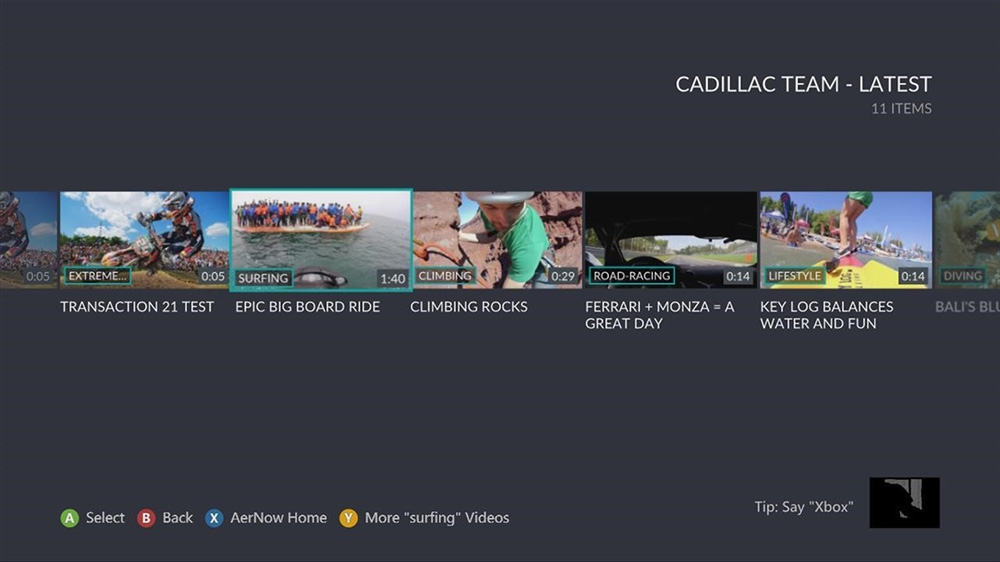 CADILLAC TEAM - LATEST
11 ITEMS
0:05
EXTREME...
0:05
SURFING
1:40
CLIMBING
0:29
ROAD-RACING
0:14
LIFESTYLE
0:14
DIVING
TRANSACTION 21 TEST
EPIC BIG BOARD RIDE
CLIMBING ROCKS
FERRARI + MONZA = A
GREAT DAY
KEY LOG BALANCES
WATER AND FUN
BALI'S BLU
A Select
B Back
X AerNow Home
Y More "surfing" Videos
Tip: Say "Xbox"